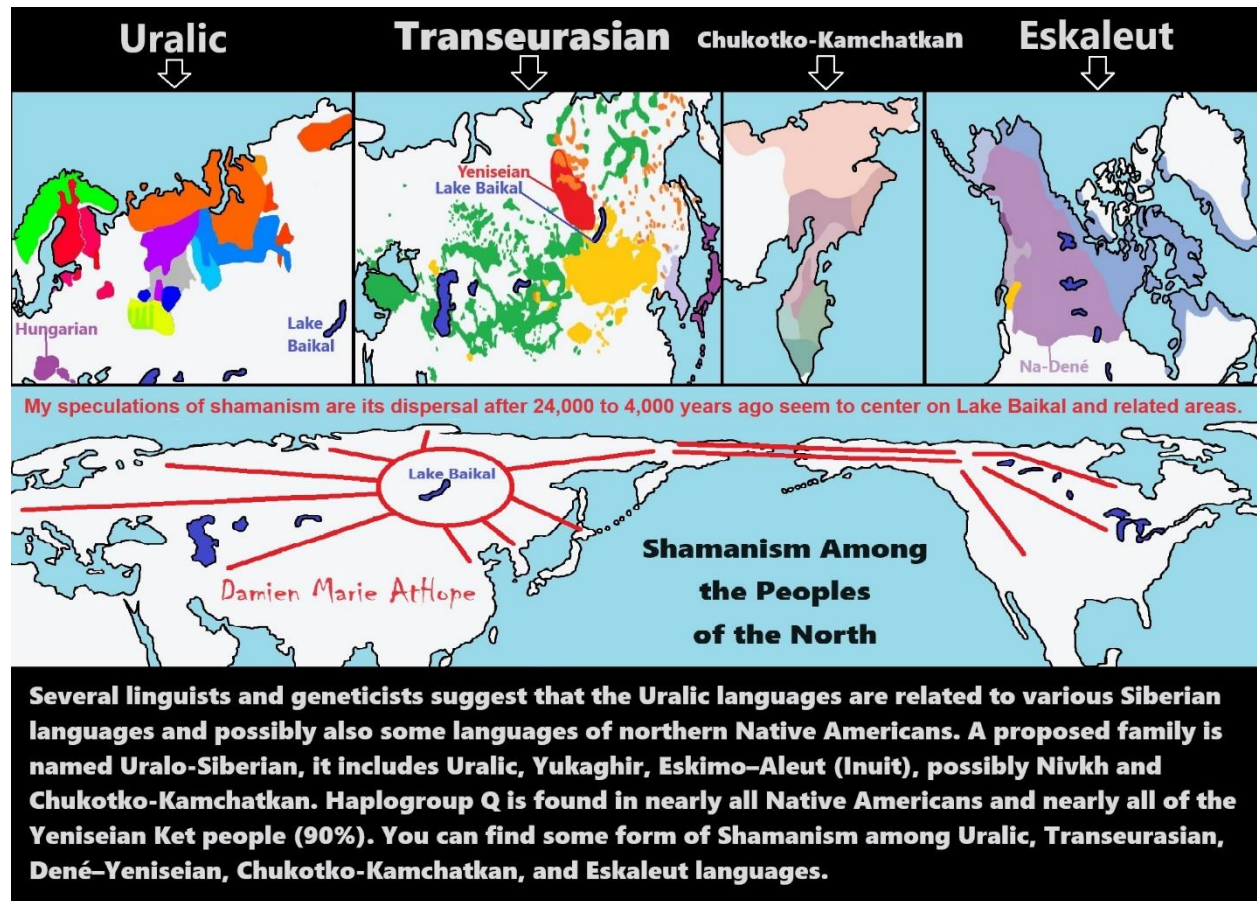 Uralic
Transeurasian
Chukotko-Kamchatkan
Eskaleut
Yeniseian
Lake Baikal
Hungarian
Lake
Baikal
Na-Dené
My speculations of shamanism are its dispersal after 24,000 to 4,000 years ago seem to center on Lake Baikal and related areas.
Lake Baikal
Damien Marie AtHope
Shamanism Among
the Peoples
of the North
Several linguists and geneticists suggest that the Uralic languages are related to various Siberian
languages and possibly also some languages of northern Native Americans. A proposed family is
named Uralo-Siberian, it includes Uralic, Yukaghir, Eskimo–Aleut (Inuit), possibly Nivkh and
Chukotko-Kamchatkan. Haplogroup Q is found in nearly all Native Americans and nearly all of the
Yeniseian Ket people (90%). You can find some form of Shamanism among Uralic, Transeurasian,
Dené–Yeniseian, Chukotko-Kamchatkan, and Eskaleut languages.